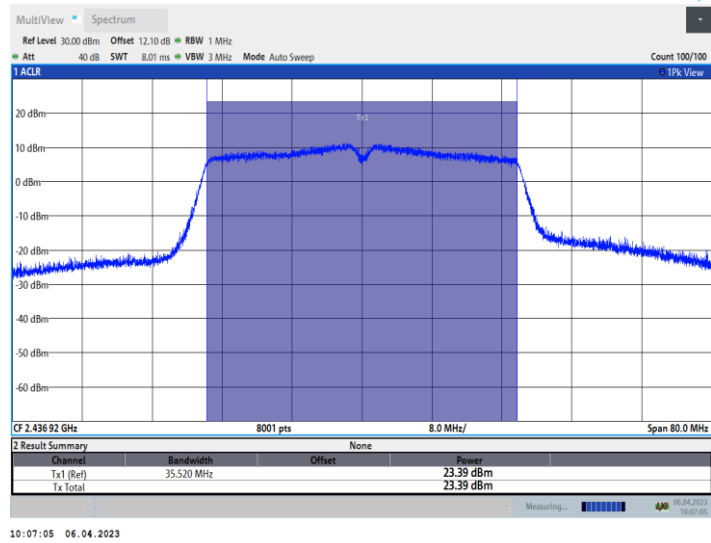 MultiView Spectrum
Ref Level 30.00 dBm Offset 12.10 dB RBW 1 MHz
Att 40 dB SWT 8.01 ms VBW 3 MHz Mode Auto Sweep Count 100/100
1 ACLR 1Pk View
Tx1
20 dBm
10 dBm
0 dBm
-10 dBm
-20 dBm
-30 dBm
-40 dBm
-50 dBm
-60 dBm
CF 2.436 92 GHz 8001 pts 8.0 MHz/ Span 80.0 MHz
2 Result Summary None
Channel Bandwidth Offset Power
Tx1 (Ref) 35.520 MHz 23.39 dBm
Tx Total 23.39 dBm
Measuring... 06.04.2023
10:07:05
10:07:05 06.04.2023